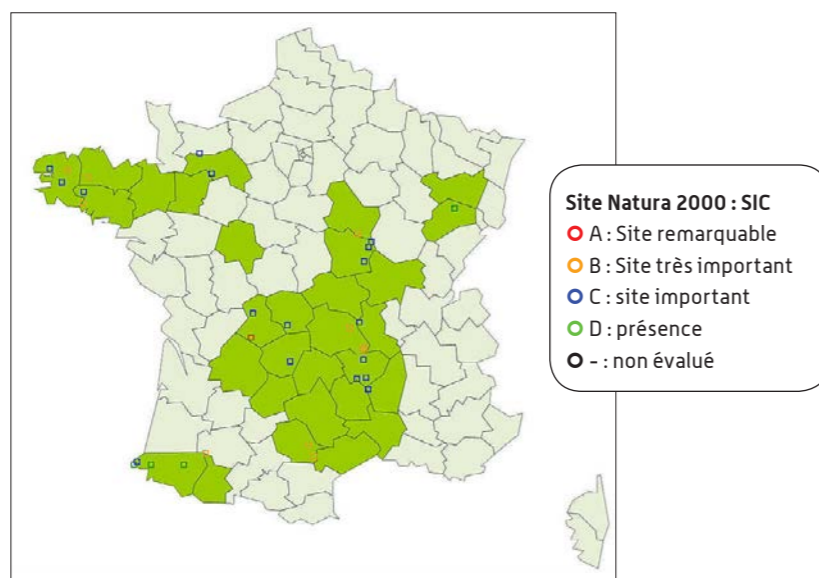 Site Natura 2000 : SIC
A : Site remarquable
B : Site très important
C : site important
D : présence
- : non évalué